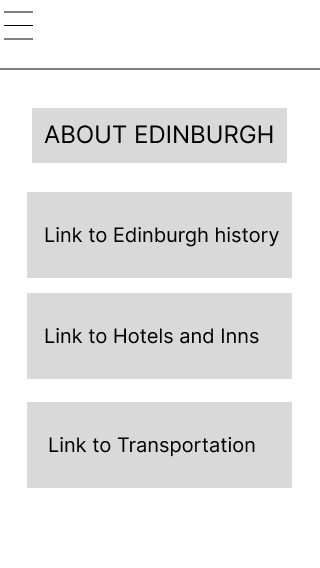 ABOUT EDINBURGH
Link to Edinburgh history
Link to Hotels and Inns
Link to Transportation